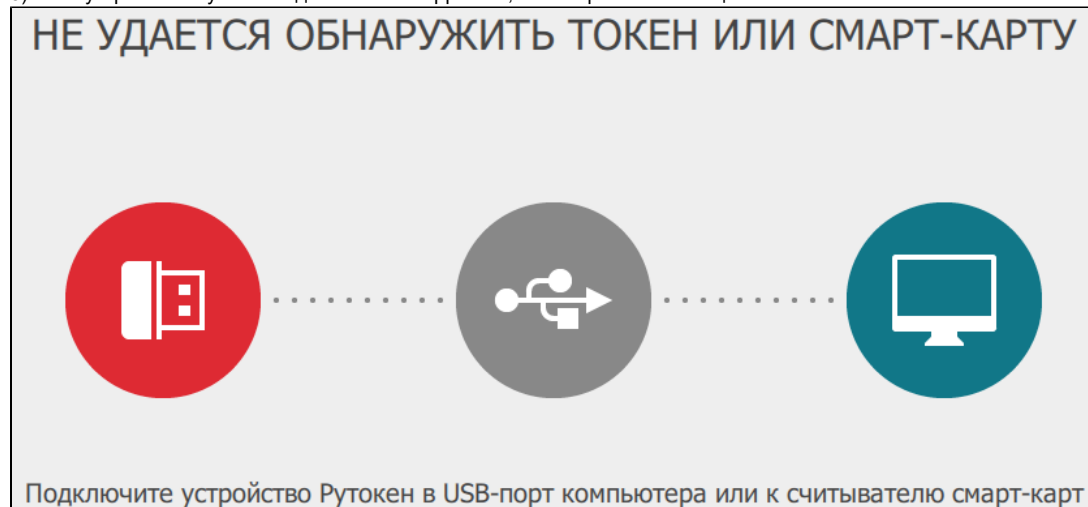 НЕ УДАЕТСЯ ОБНАРУЖИТЬ ТОКЕН ИЛИ СМАРТ-КАРТУ
Подключите устройство Рутокен в USB-порт компьютера или к считывателю смарт-карт